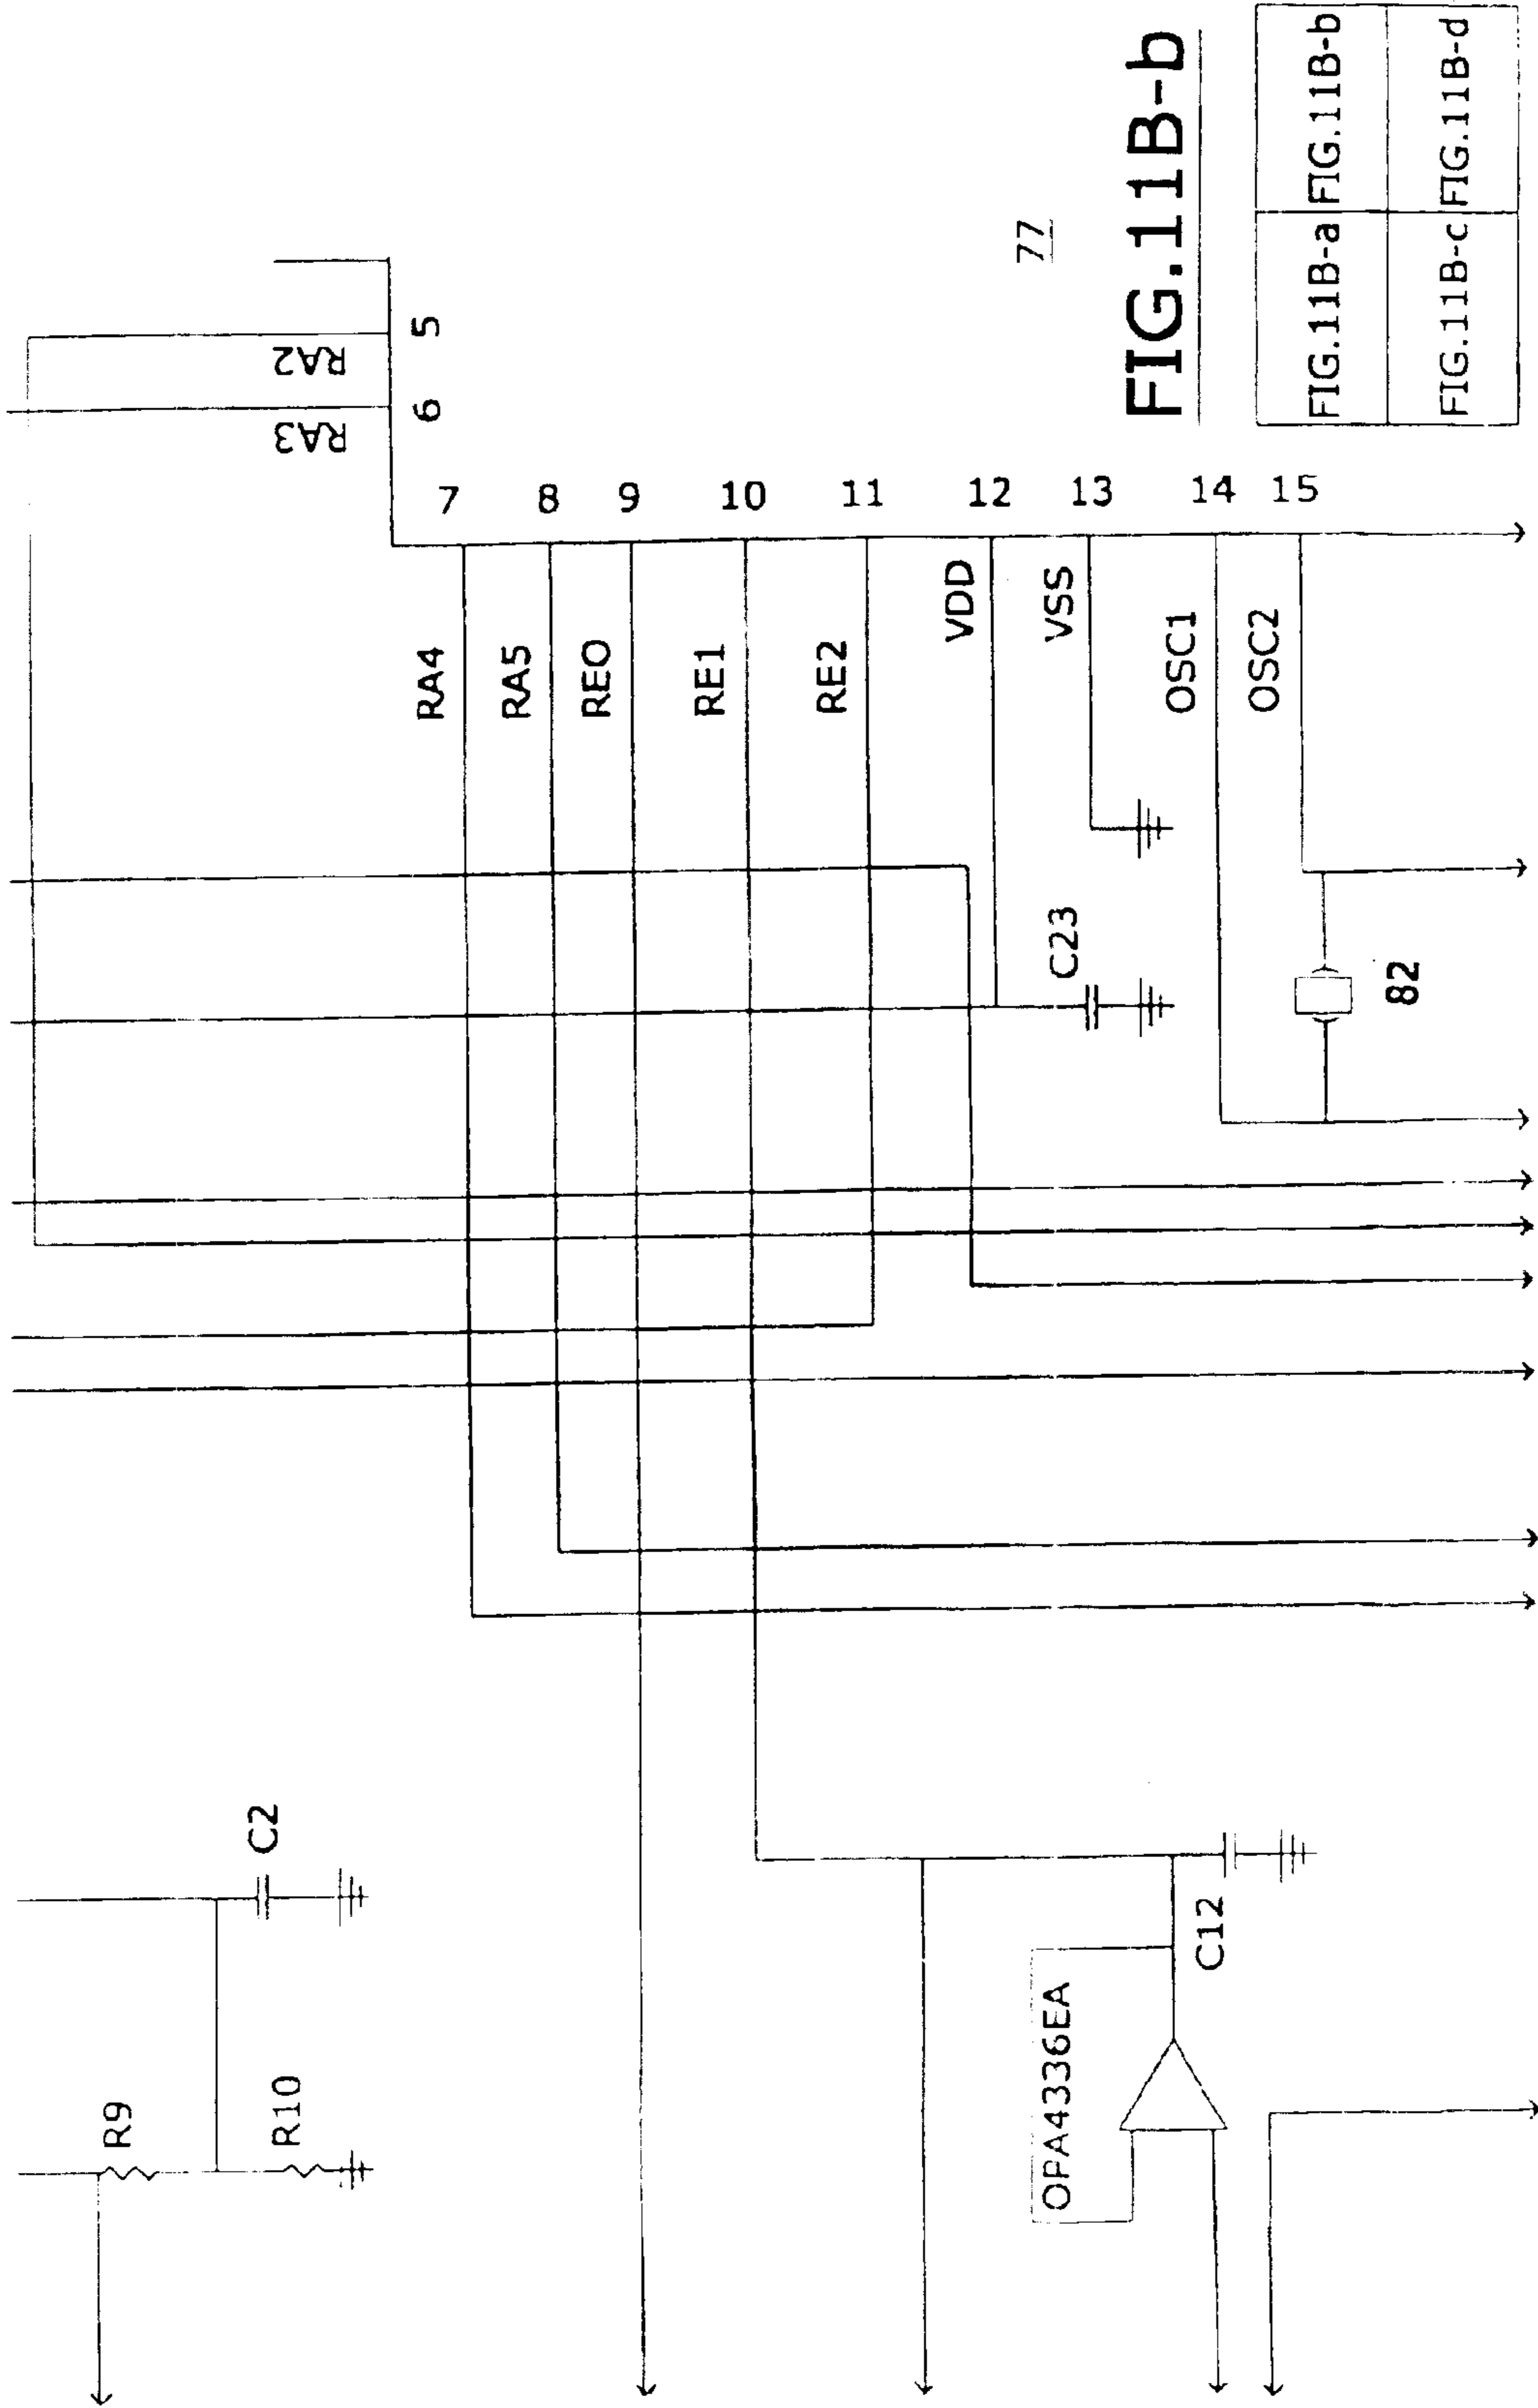 RA2
RA3
5
6
7
8
9
10
11
12
13
14
15
RA4
RA5
REO
RE1
RE2
VDD
VSS
OSC1
OSC2
C23
82
C2
R9
R10
OPA4336EA
C12
77
FIG.11B-b
FIG.11B-a FIG.11B-b
FIG.11B-c FIG.11B-d